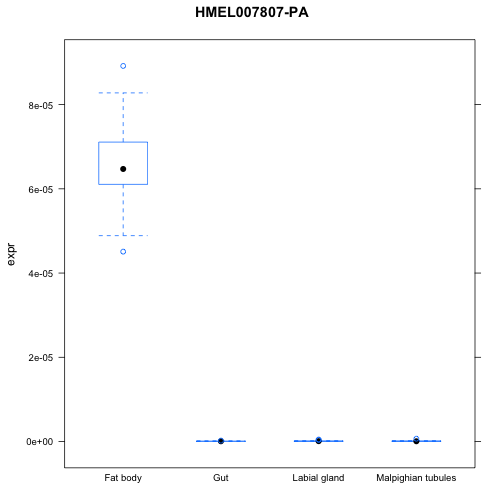 HMEL007807-PA
expr
8e-05
6e-05
4e-05
2e-05
0e+00
Fat body Gut Labial gland Malpighian tubules